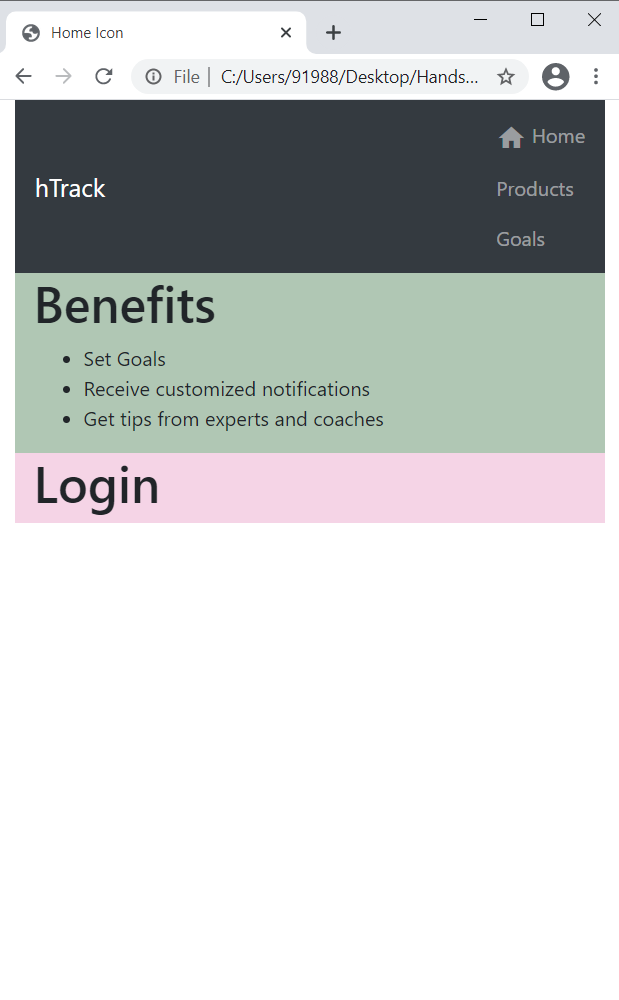 Home Icon
File | C:/Users/91988/Desktop/Hands...
Home
hTrack
Products
Goals
Benefits
• Set Goals
• Receive customized notifications
• Get tips from experts and coaches
Login